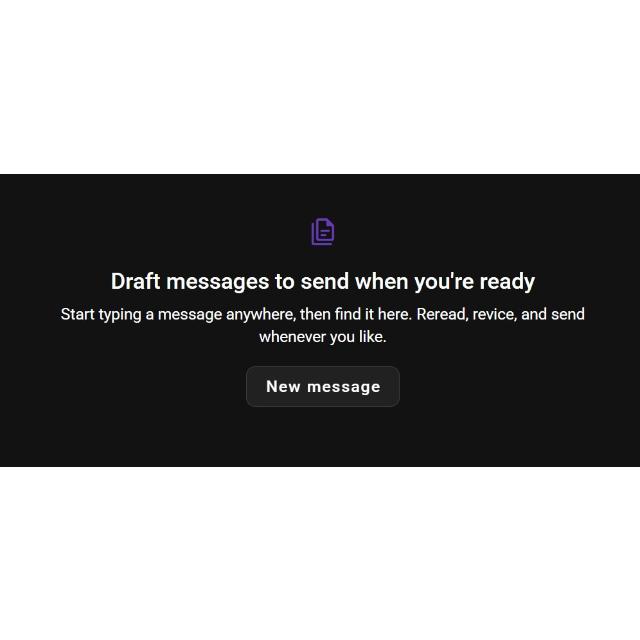 Draft messages to send when you're ready
Start typing a message anywhere, then find it here. Reread, revice, and send
whenever you like.
New message